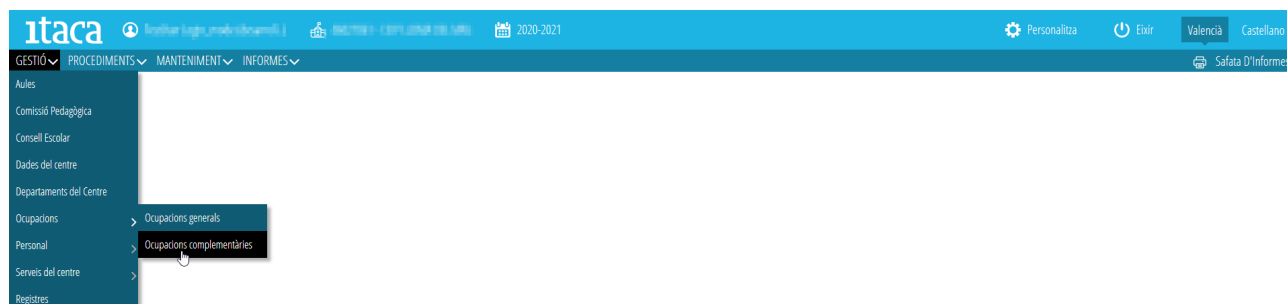 ıtaca 2020-2021 Personalitza Eixir Valencià Castellano
GESTIÓ PROCEDIMENTS MANTENIMENT INFORMES Safata D'Informes
Aules
Comissió Pedagògica
Consell Escolar
Dades del centre
Departaments del Centre
Ocupacions Ocupacions generals
Personal Ocupacions complementàries
Serveis del centre
Registres